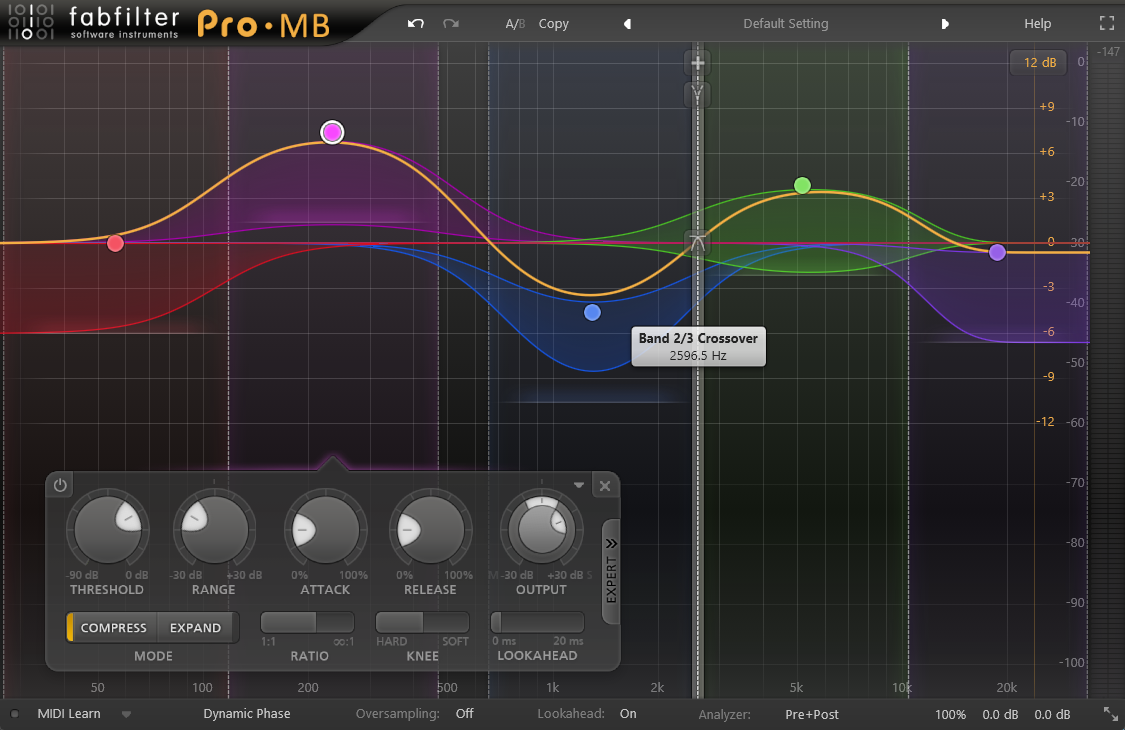 fabfilter
software instruments
Pro·MB
A/B Copy Default Setting Help
-147
12 dB
0
+9
-10
+6
-20
+3
0 -30
-3
-40
-6
-50
-9
-12 -60
-70
-80
-90
-100
Band 2/3 Crossover
2596.5 Hz
-90 dB 0 dB -30 dB +30 dB 0% 100% 0% 100% M -30 dB +30 dB S
THRESHOLD RANGE ATTACK RELEASE OUTPUT
EXPERT
COMPRESS EXPAND
1:1 ∞:1 HARD SOFT 0 ms 20 ms
MODE RATIO KNEE LOOKAHEAD
50 100 200 500 1k 2k 5k 10k 20k
MIDI Learn Dynamic Phase Oversampling: Off Lookahead: On Analyzer: Pre+Post 100% 0.0 dB 0.0 dB